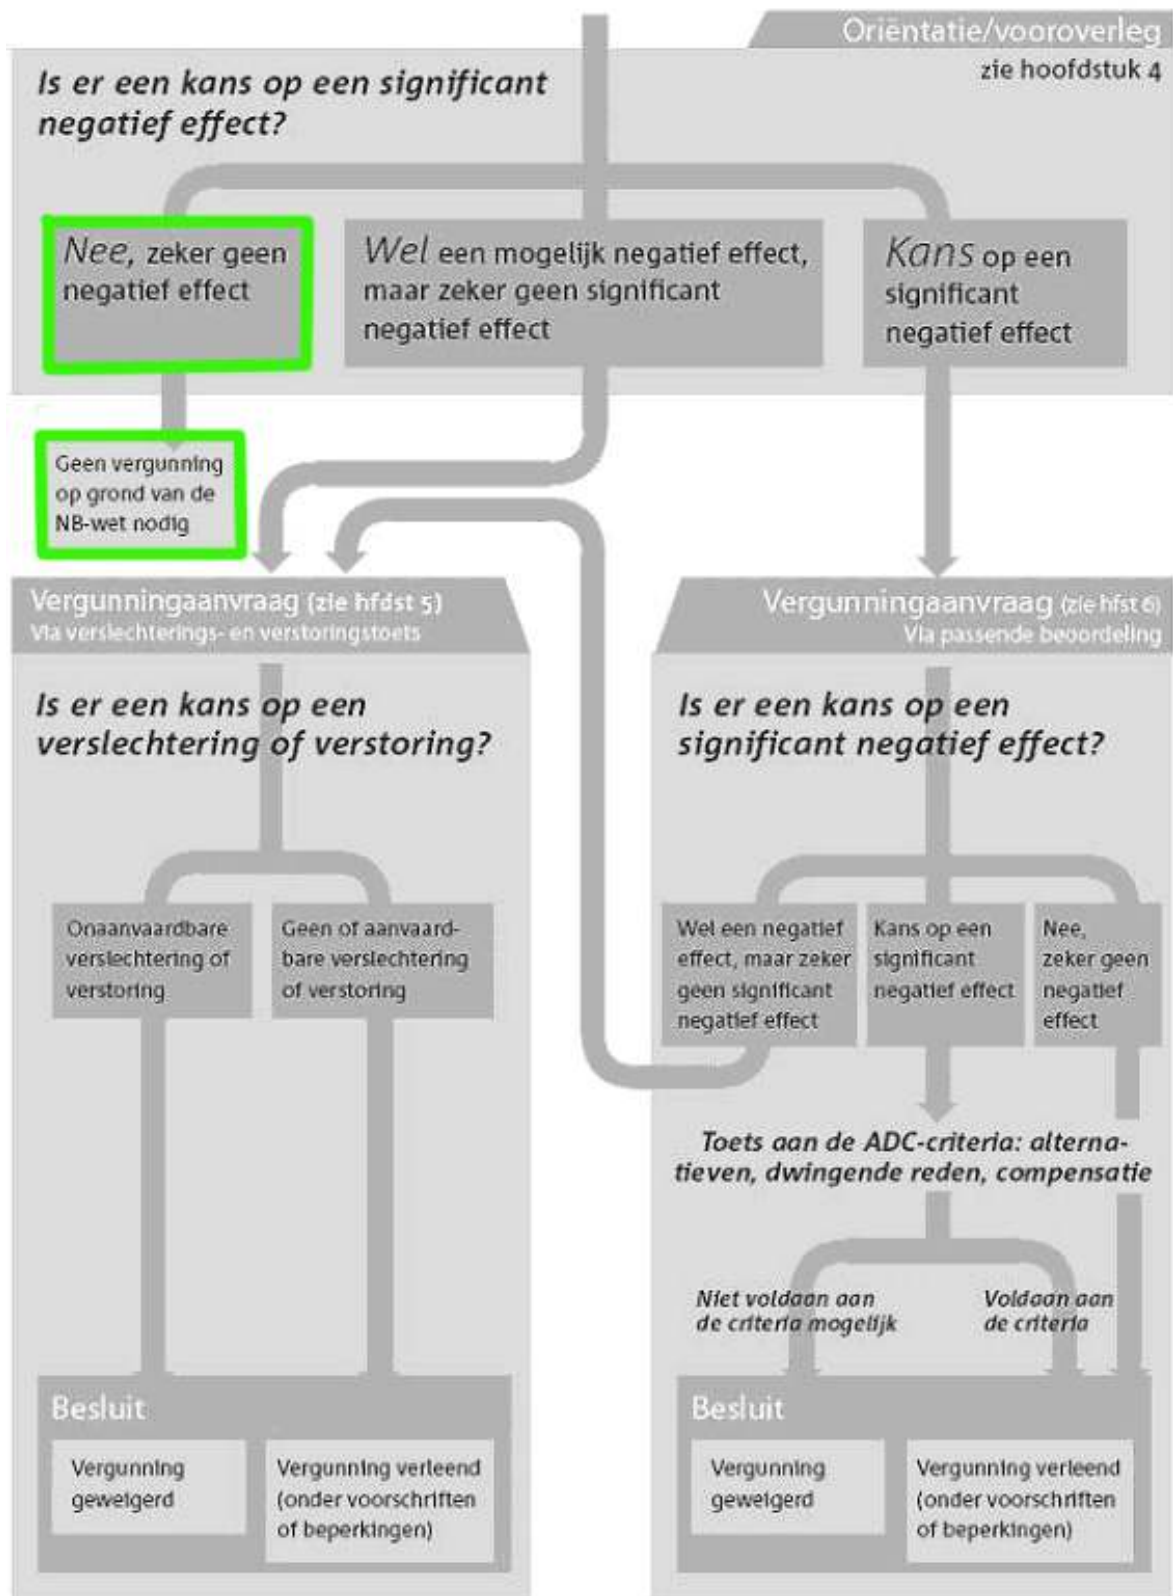 Oriëntatie/vooroverleg
zie hoofdstuk 4
Is er een kans op een significant
negatief effect?
Nee, zeker geen
negatief effect
Wel een mogelijk negatief effect,
maar zeker geen significant
negatief effect
Kans op een
significant
negatief effect
Geen vergunning
op grond van de
NB-wet nodig
Vergunningaanvraag (zie hfdst 5)
Via verslechterings- en verstoringstoets
Is er een kans op een
verslechtering of verstoring?
Onaanvaardbare
verslechtering of
verstoring
Geen of aanvaard-
bare verslechtering
of verstoring
Besluit
Vergunning
geweigerd
Vergunning verleend
(onder voorschriften
of beperkingen)
Vergunningaanvraag (zie hfst 6)
Via passende beoordeling
Is er een kans op een
significant negatief effect?
Wel een negatief
effect, maar zeker
geen significant
negatief effect
Kans op een
significant
negatief effect
Nee,
zeker geen
negatief
effect
Toets aan de ADC-criteria: alterna-
tieven, dwingende reden, compensatie
Niet voldaan aan
de criteria mogelijk
Voldaan aan
de criteria
Besluit
Vergunning
geweigerd
Vergunning verleend
(onder voorschriften
of beperkingen)